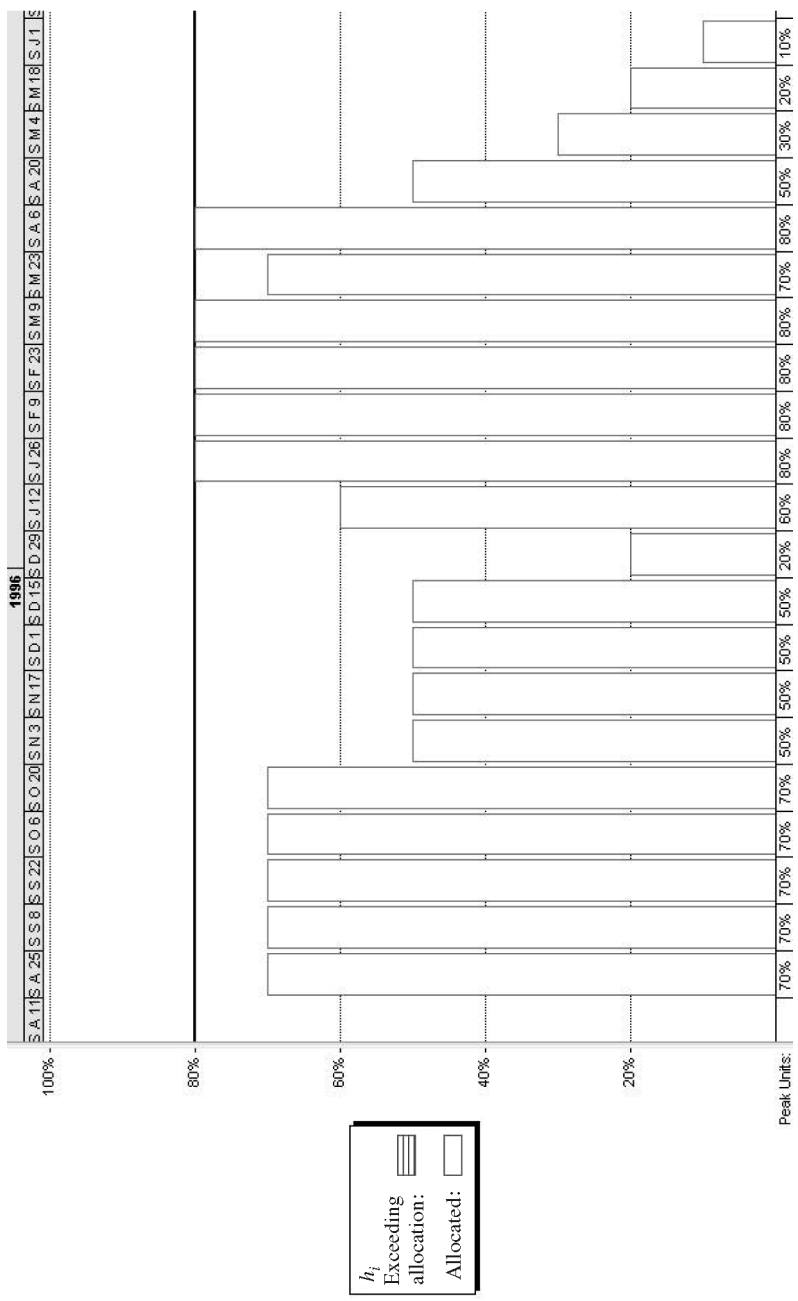 1996
S A 11 S A 25 S S 8 S S 22 S O 6 S O 20 S N 3 S N 17 S D 1 S D 15 S D 29 S J 12 S J 26 S F 9 S F 23 S M 9 S M 23 S A 6 S A 20 S M 4 S M 18 S J 1 S
100%
80%
60%
40%
20%
Peak Units: 70% 70% 70% 70% 70% 50% 50% 50% 50% 20% 60% 80% 80% 80% 80% 70% 80% 50% 30% 20% 10%
hi
Exceeding
allocation:
Allocated: